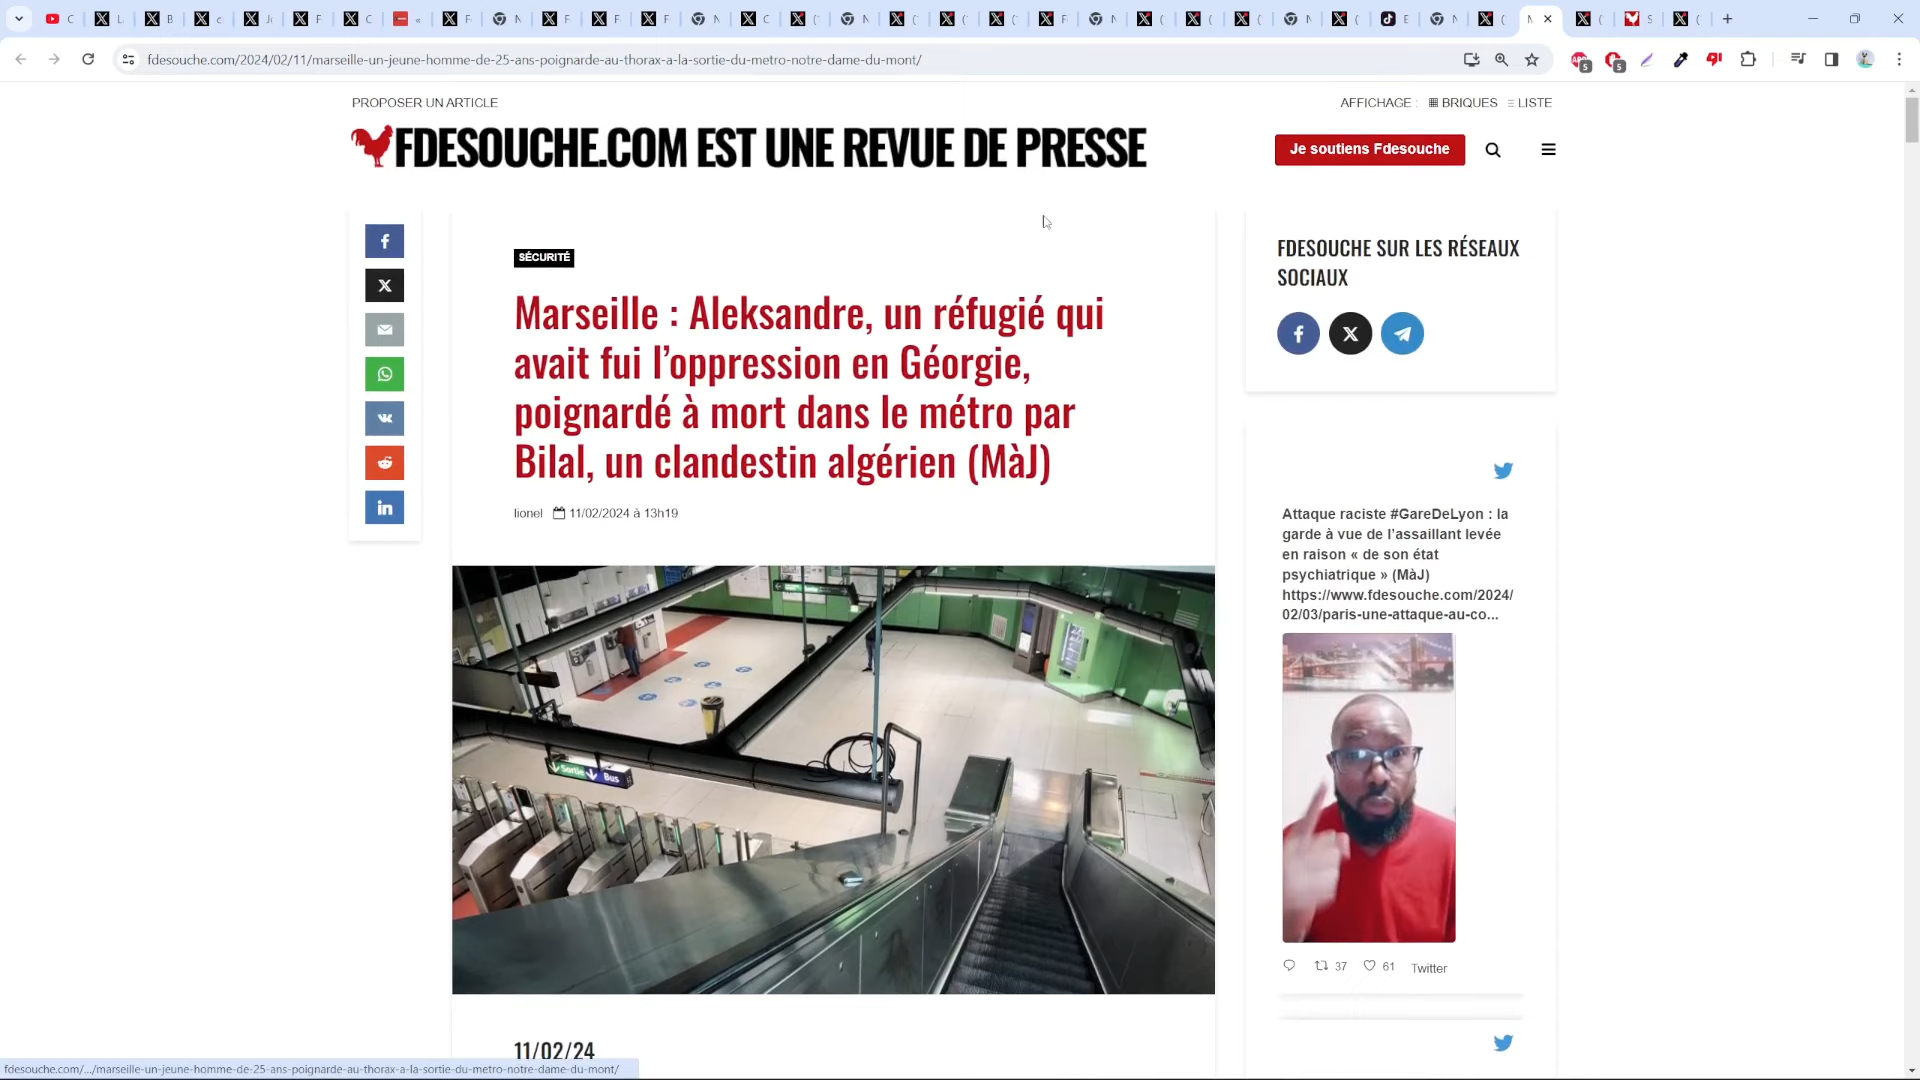 fdesouche.com/2024/02/11/marseille-un-jeune-homme-de-25-ans-poignarde-au-thorax-a-la-sortie-du-metro-notre-dame-du-mont/
PROPOSER UN ARTICLE
AFFICHAGE : BRIQUES LISTE
FDESOUCHE.COM EST UNE REVUE DE PRESSE
Je soutiens Fdesouche
SÉCURITÉ
Marseille : Aleksandre, un réfugié qui
avait fui l’oppression en Géorgie,
poignardé à mort dans le métro par
Bilal, un clandestin algérien (MàJ)
lionel 11/02/2024 à 13h19
Sortie Bus
11/02/24
FDESOUCHE SUR LES RÉSEAUX
SOCIAUX
Attaque raciste #GareDeLyon : la
garde à vue de l’assaillant levée
en raison « de son état
psychiatrique » (MàJ)
https://www.fdesouche.com/2024/
02/03/paris-une-attaque-au-co...
37 61 Twitter
fdesouche.com/.../marseille-un-jeune-homme-de-25-ans-poignarde-au-thorax-a-la-sortie-du-metro-notre-dame-du-mont/